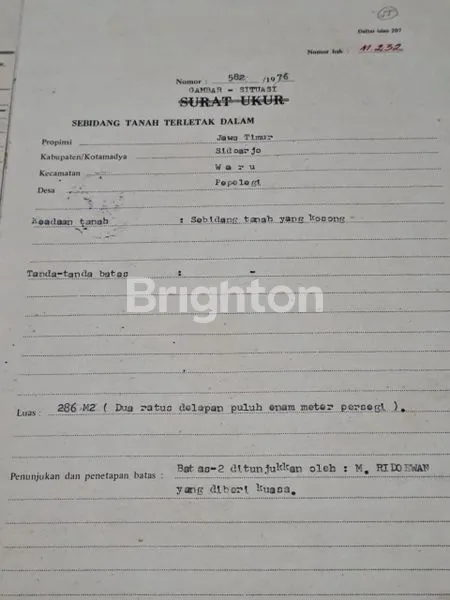 55
Daftar Isian 207
Nomor hak : M. 232
Nomor : 582 /1976
GAMBAR - SITUASI
SURAT UKUR
SEBIDANG TANAH TERLETAK DALAM
Propinsi Jawa Timur
Kabupaten/Kotamadya Sidoarjo
Kecamatan W a r u
Desa Pepelegi
Keadaan tanah : Sebidang tanah yang kosong
Tanda-tanda batas : -
Brighton
Luas : 286 M2 ( Dua ratus delapan puluh enam meter persegi ).
Penunjukan dan penetapan batas : Batas-2 ditunjukkan oleh : M. RIDOEWAN
yang diberi kuasa.